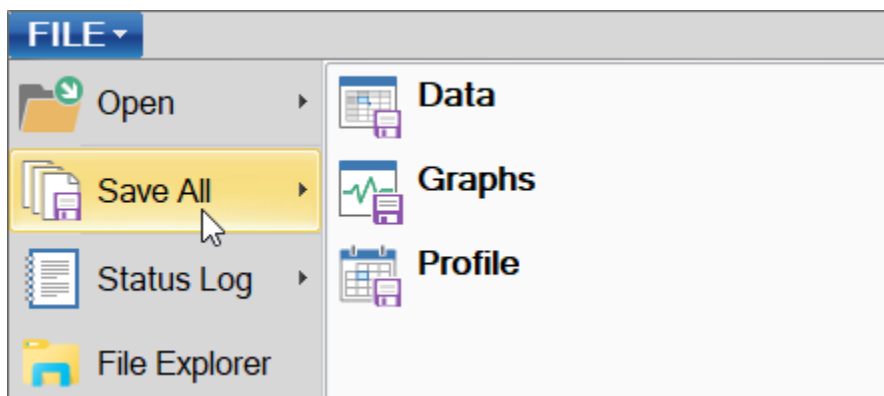 FILE
Open
Save All
Status Log
File Explorer
Data
Graphs
Profile